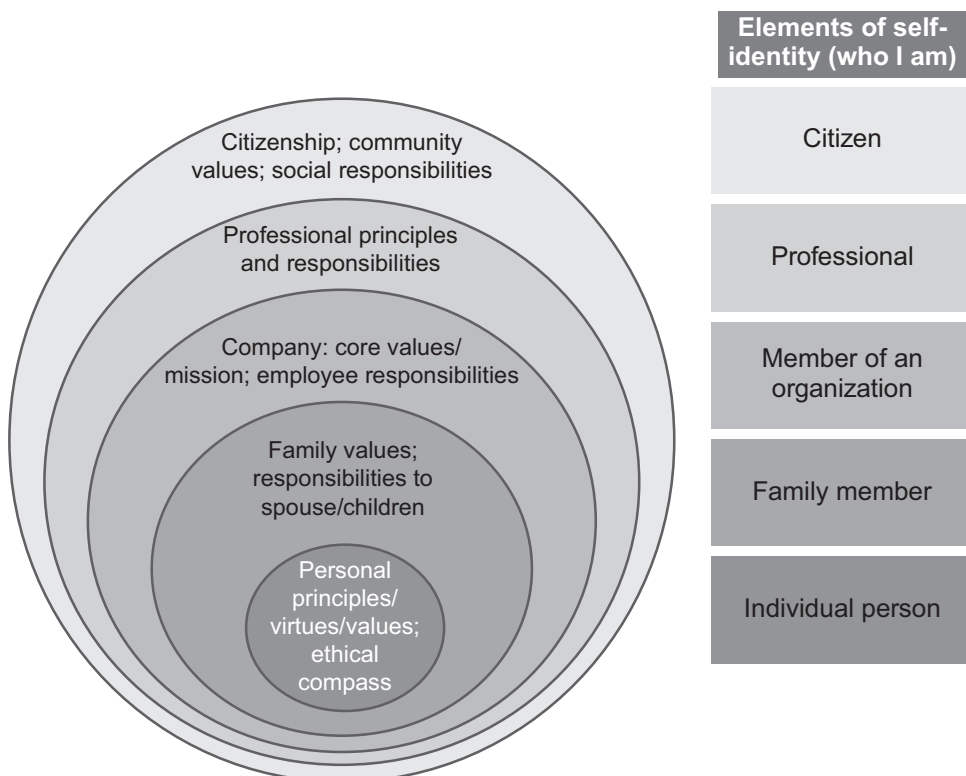 Elements of self-
identity (who I am)
Citizen
Professional
Member of an
organization
Family member
Individual person
Citizenship; community
values; social responsibilities
Professional principles
and responsibilities
Company: core values/
mission; employee responsibilities
Family values;
responsibilities to
spouse/children
Personal
principles/
virtues/values;
ethical
compass